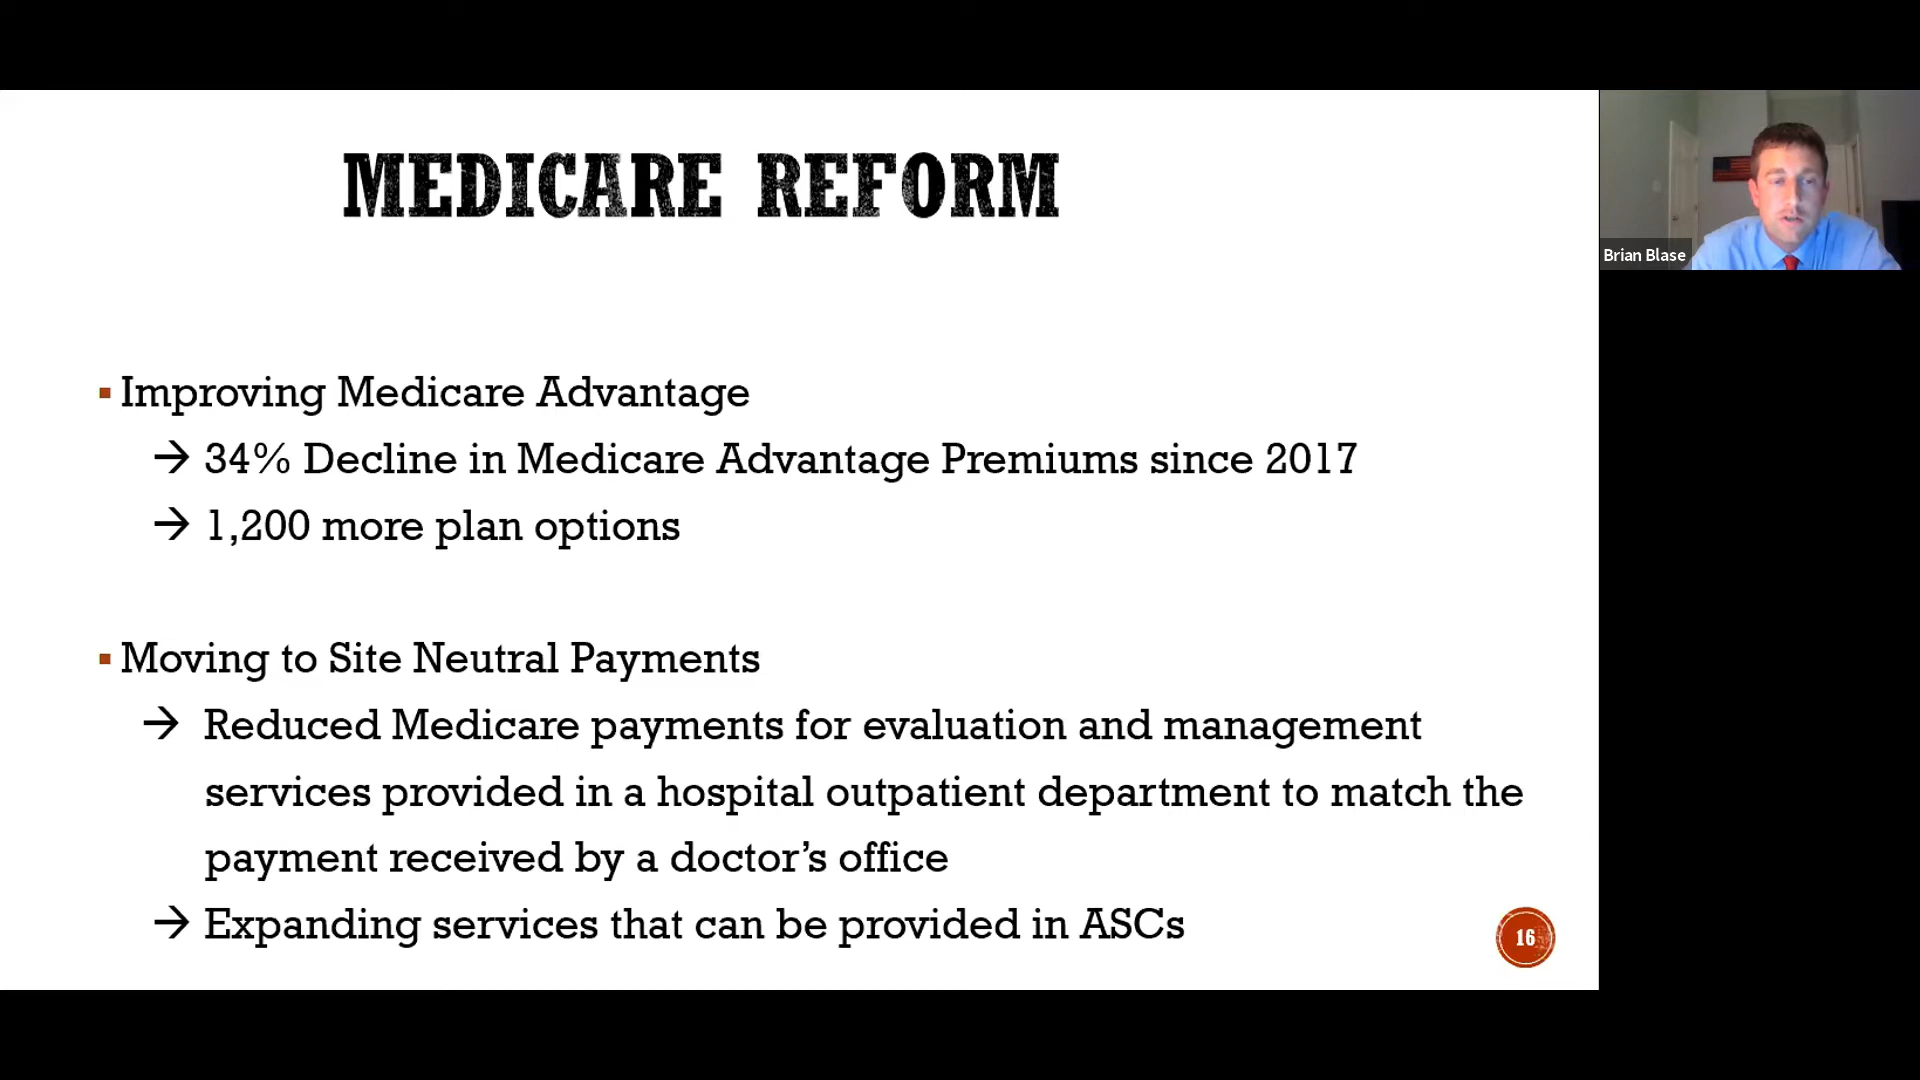 MEDICARE REFORM
▪ Improving Medicare Advantage
→ 34% Decline in Medicare Advantage Premiums since 2017
→ 1,200 more plan options
▪ Moving to Site Neutral Payments
→ Reduced Medicare payments for evaluation and management
services provided in a hospital outpatient department to match the
payment received by a doctor’s office
→ Expanding services that can be provided in ASCs
16
Brian Blase